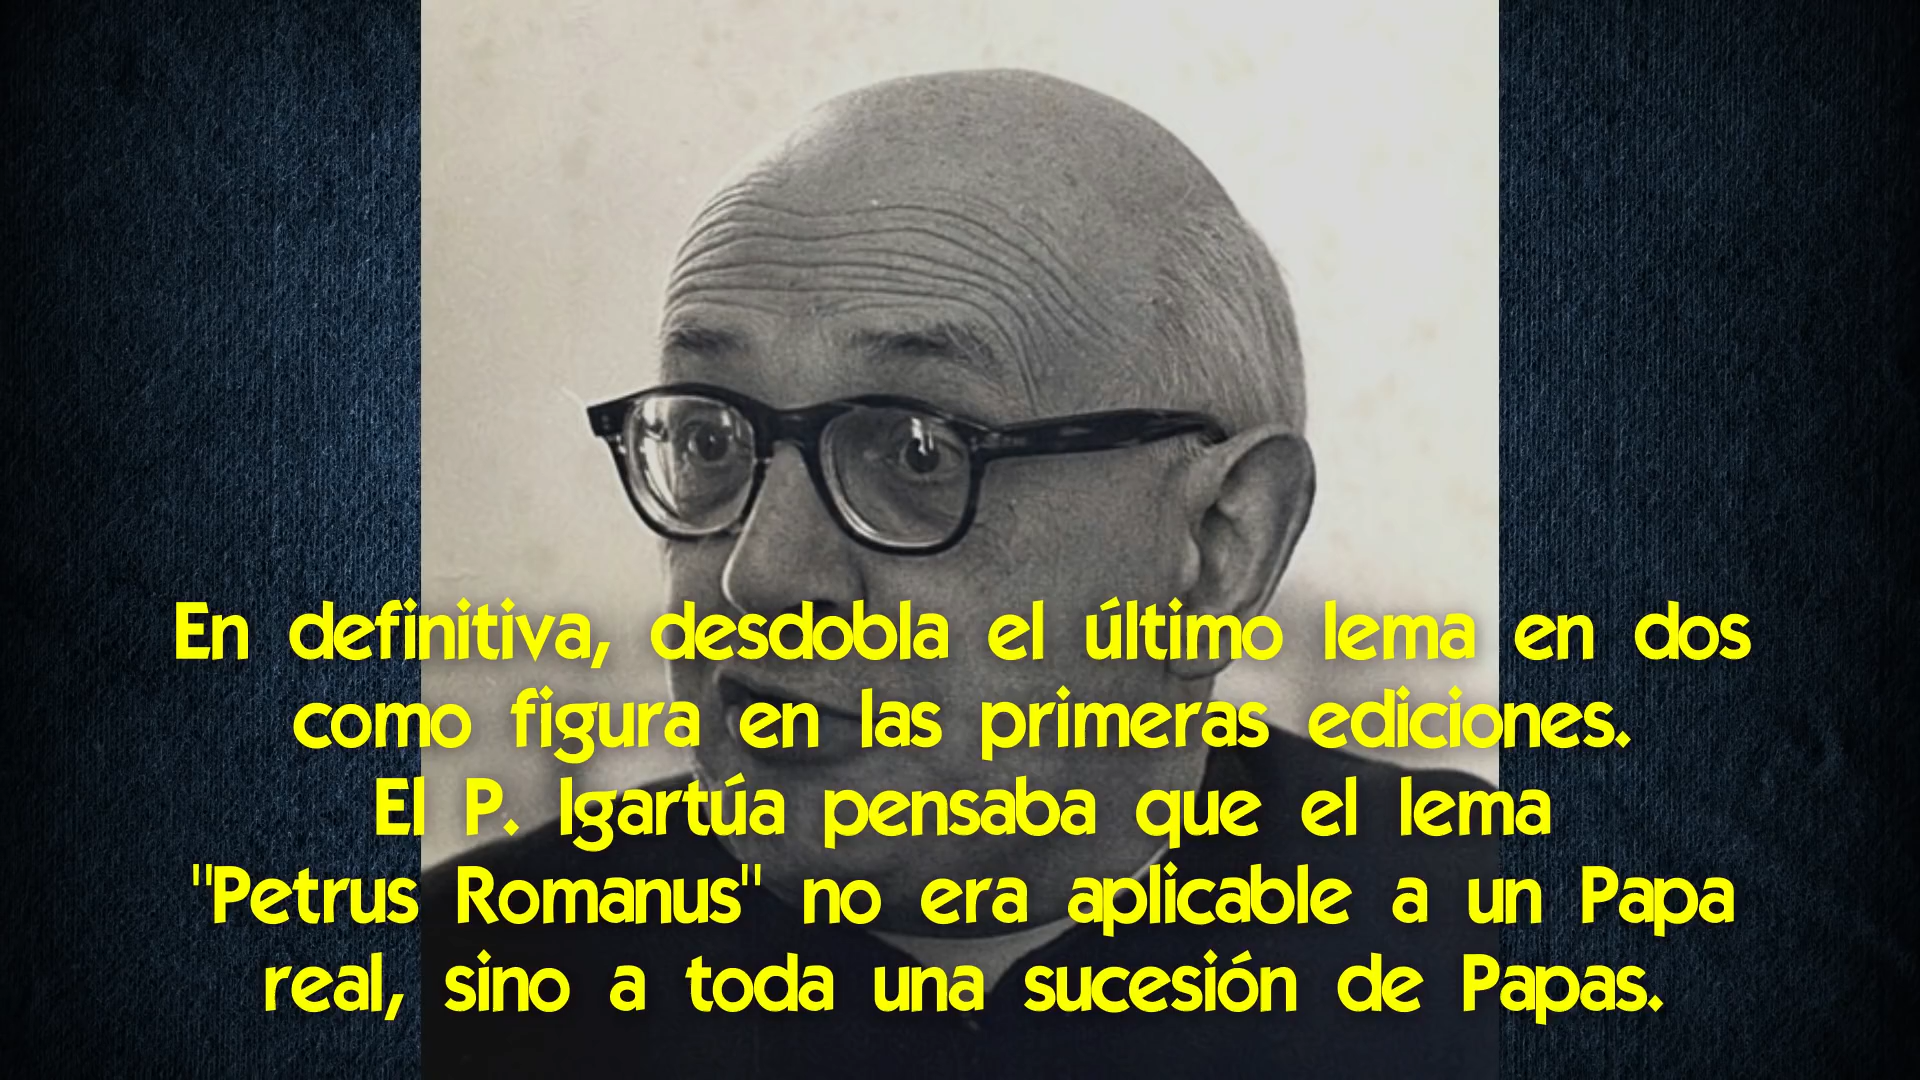 En definitiva, desdobla el último lema en dos
como figura en las primeras ediciones.
El P. Igartúa pensaba que el lema
"Petrus Romanus" no era aplicable a un Papa
real, sino a toda una sucesión de Papas.